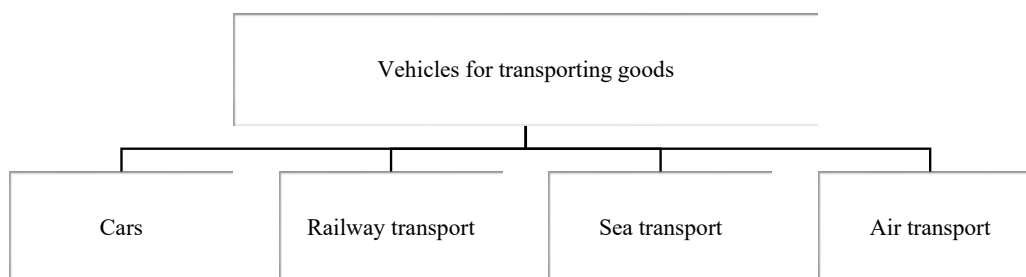 Vehicles for transporting goods
Cars
Railway transport
Sea transport
Air transport